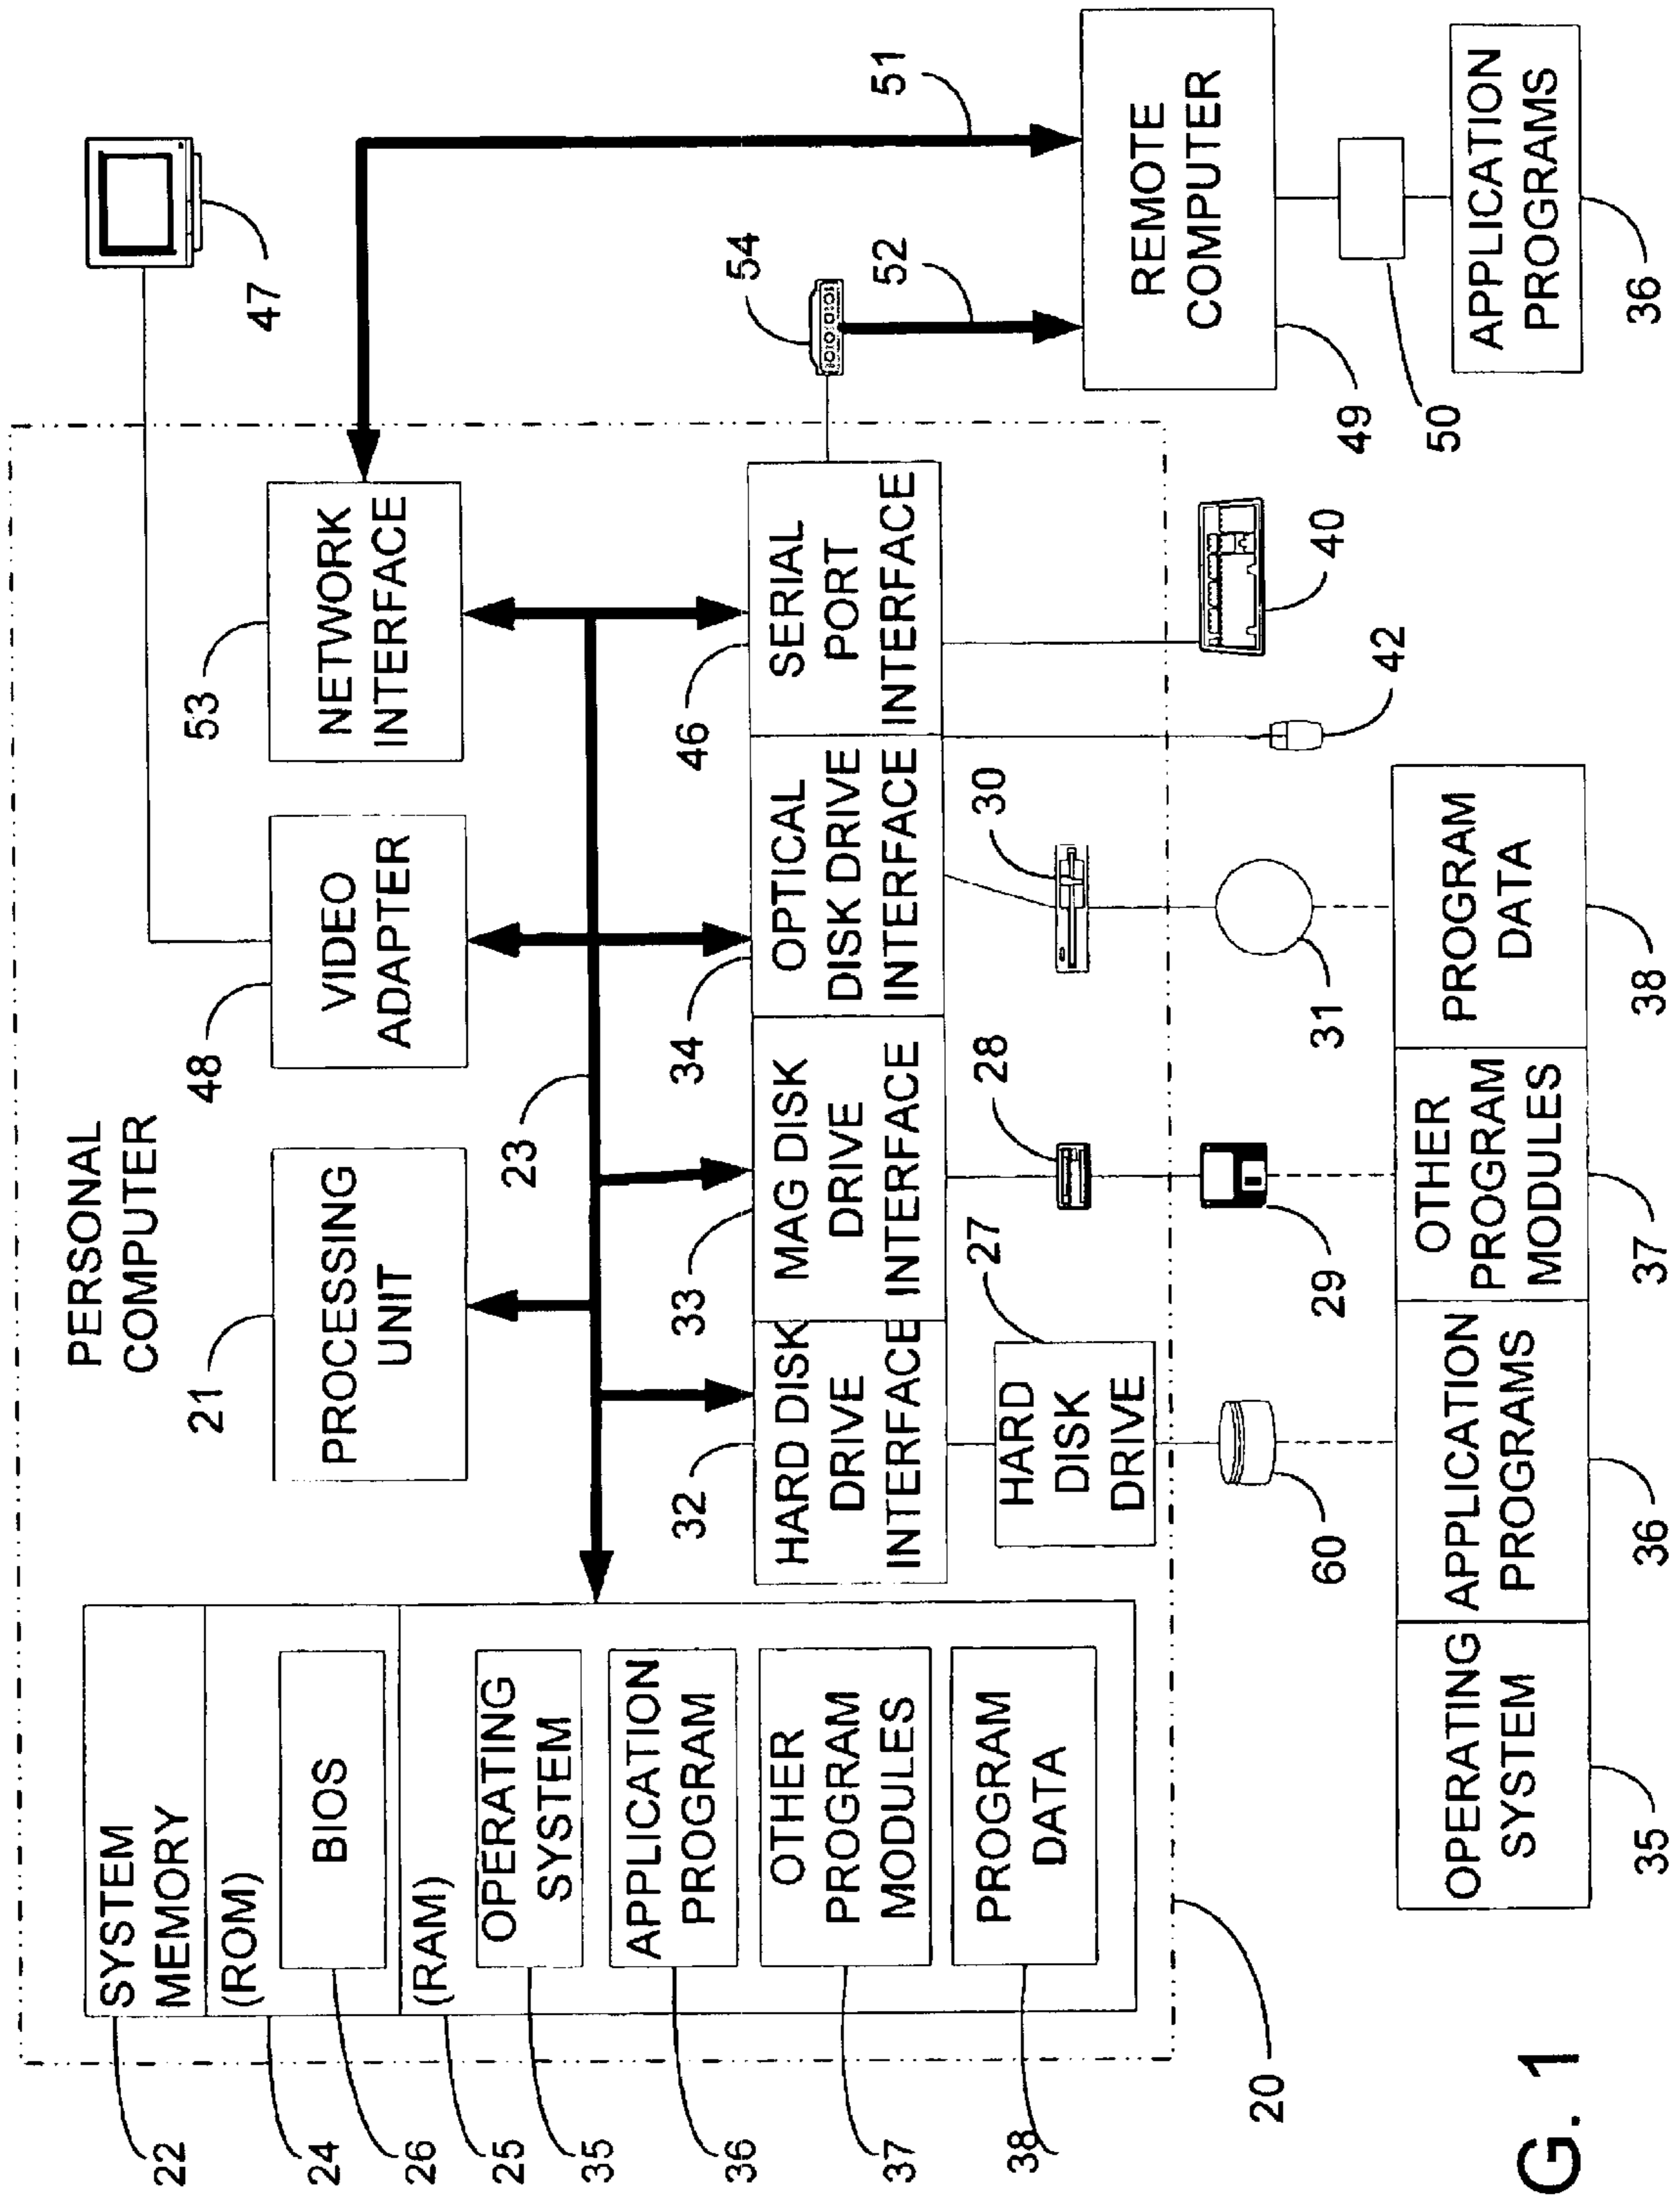 PERSONAL
COMPUTER
22
SYSTEM
MEMORY
24
(ROM)
26
BIOS
25
(RAM)
35
OPERATING
SYSTEM
36
APPLICATION
PROGRAM
37
OTHER
PROGRAM
MODULES
38
PROGRAM
DATA
20
21
PROCESSING
UNIT
48
VIDEO
ADAPTER
53
NETWORK
INTERFACE
47
23
32
HARD DISK
DRIVE
INTERFACE
33
MAG DISK
DRIVE
INTERFACE
34
OPTICAL
DISK DRIVE
INTERFACE
46
SERIAL
PORT
INTERFACE
54
52
51
27
HARD
DISK
DRIVE
28
30
60
29
31
42
40
REMOTE
COMPUTER
49
50
APPLICATION
PROGRAMS
36
OPERATING
SYSTEM
35
APPLICATION
PROGRAMS
36
OTHER
PROGRAM
MODULES
37
PROGRAM
DATA
38
G. 1